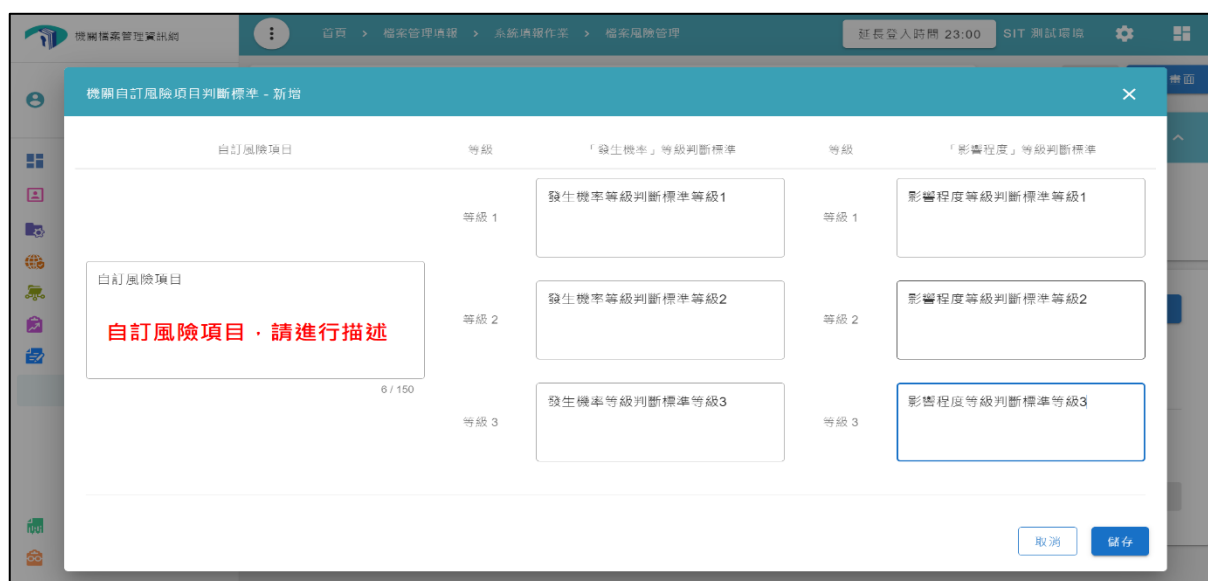 機關檔案管理資訊網
首頁 > 檔案管理填報 > 系統填報作業 > 檔案風險管理
延長登入時間 23:00
SIT 測試環境
畫面
機關自訂風險項目判斷標準 - 新增
自訂風險項目 等級 「發生機率」等級判斷標準 等級 「影響程度」等級判斷標準
等級 1 發生機率等級判斷標準等級1 等級 1 影響程度等級判斷標準等級1
自訂風險項目
自訂風險項目，請進行描述
6 / 150
等級 2 發生機率等級判斷標準等級2 等級 2 影響程度等級判斷標準等級2
等級 3 發生機率等級判斷標準等級3 等級 3 影響程度等級判斷標準等級3
取消 儲存